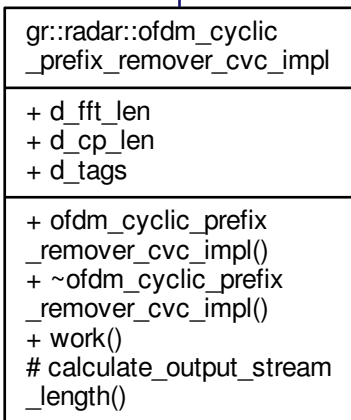 gr::radar::ofdm_cyclic
_prefix_remover_cvc_impl
+ d_fft_len
+ d_cp_len
+ d_tags
+ ofdm_cyclic_prefix
_remover_cvc_impl()
+ ~ofdm_cyclic_prefix
_remover_cvc_impl()
+ work()
# calculate_output_stream
_length()